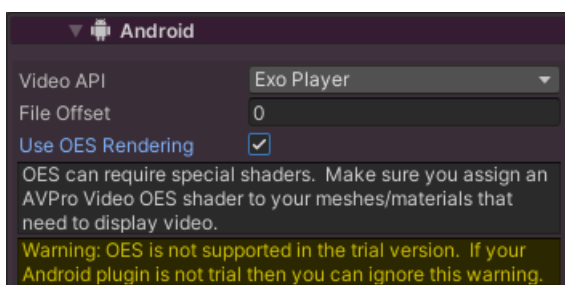 Android
Video API Exo Player
File Offset 0
Use OES Rendering
OES can require special shaders. Make sure you assign an
AVPro Video OES shader to your meshes/materials that
need to display video.
Warning: OES is not supported in the trial version. If your
Android plugin is not trial then you can ignore this warning.